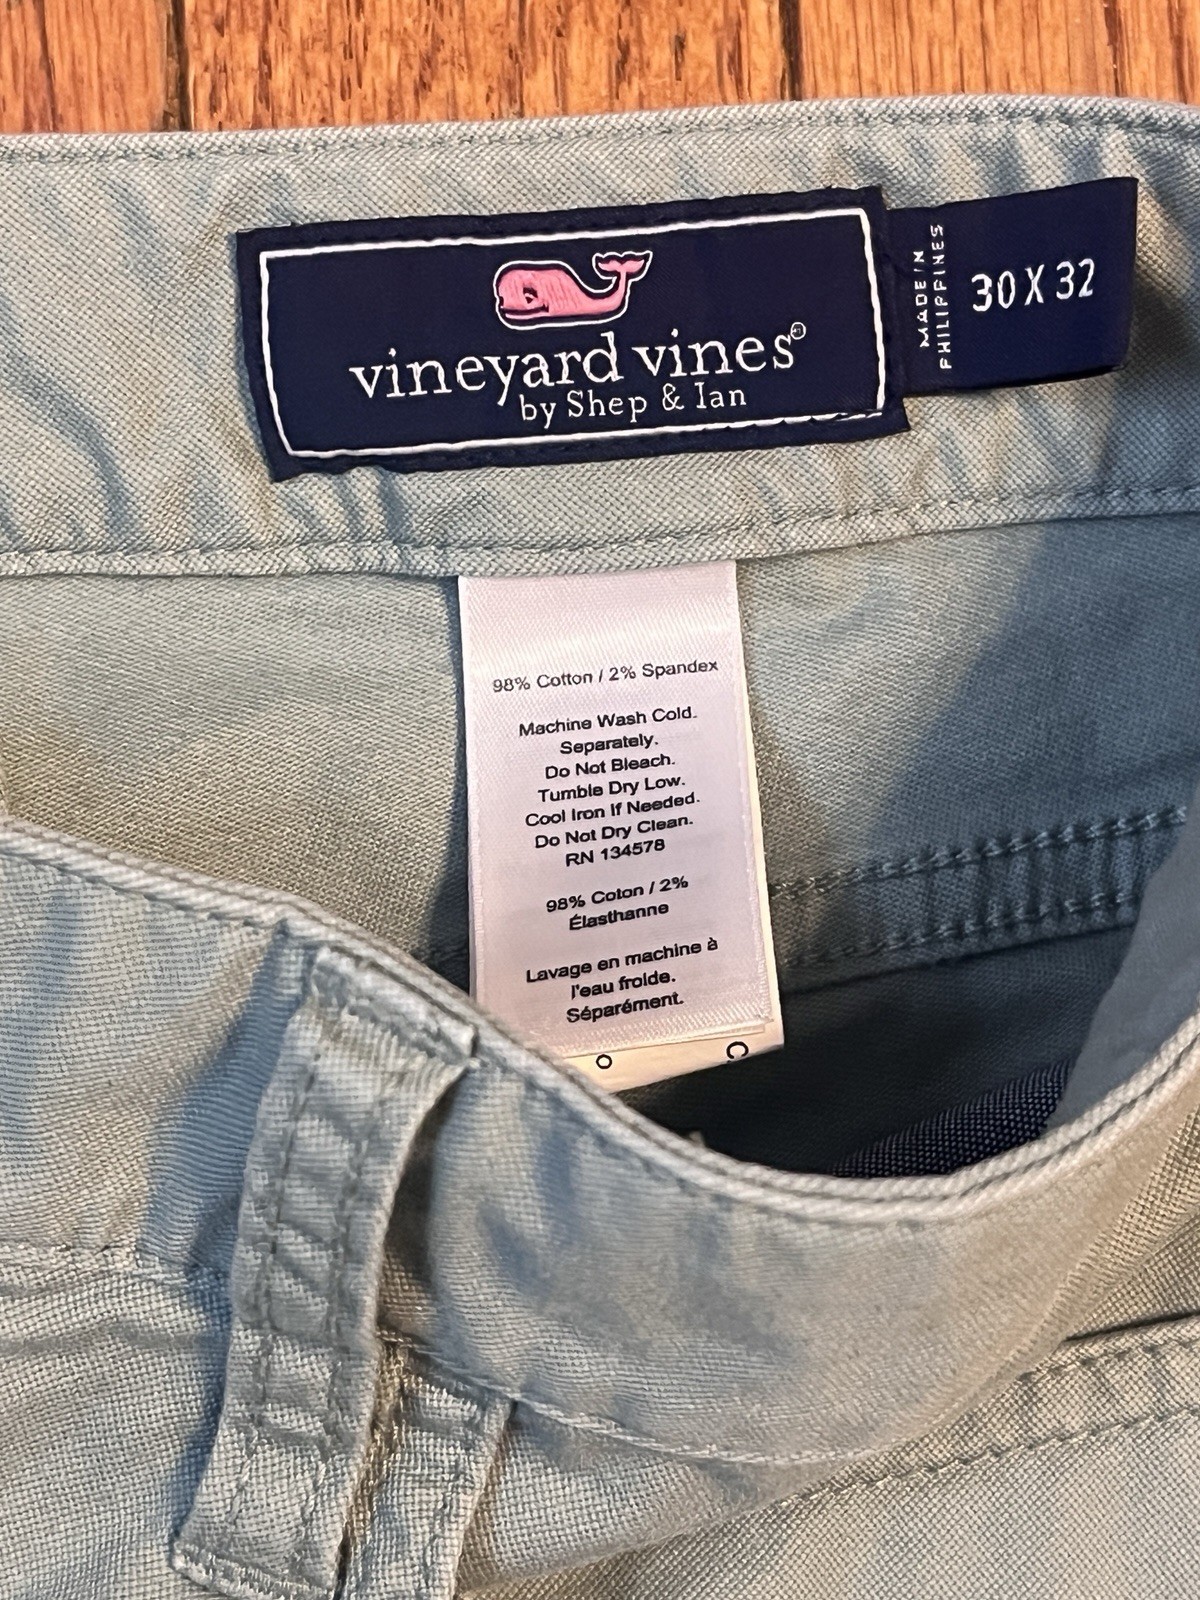 vineyard vines®
by Shep & Ian
MADE IN
PHILIPPINES
30 X 32
98% Cotton / 2% Spandex
Machine Wash Cold.
Separately.
Do Not Bleach.
Tumble Dry Low.
Cool Iron If Needed.
Do Not Dry Clean.
RN 134578
98% Coton / 2%
Élasthanne
Lavage en machine à
l'eau froide.
Séparément.